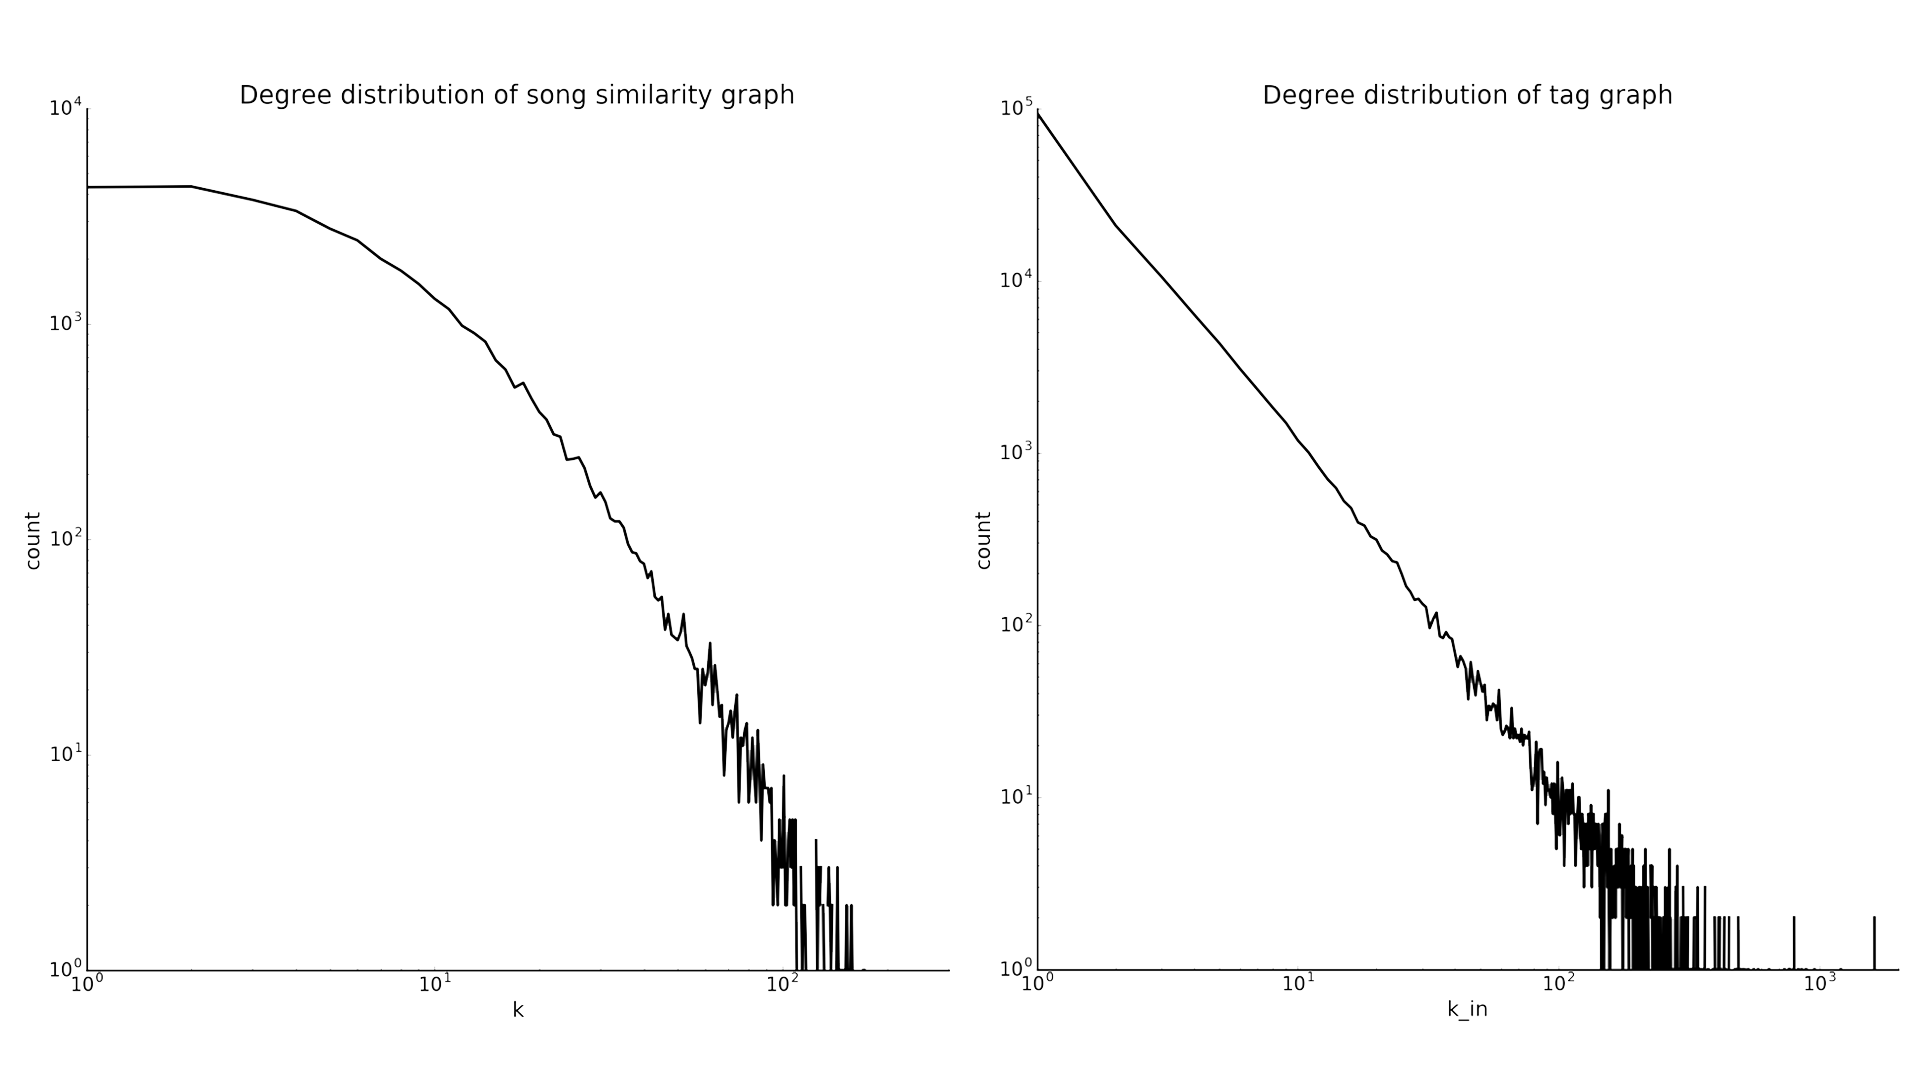 Degree distribution of song similarity graph
10^4
10^3
10^2
10^1
10^0
count
10^0 10^1 10^2
k
Degree distribution of tag graph
10^5
10^4
10^3
10^2
10^1
10^0
count
10^0 10^1 10^2 10^3
k_in